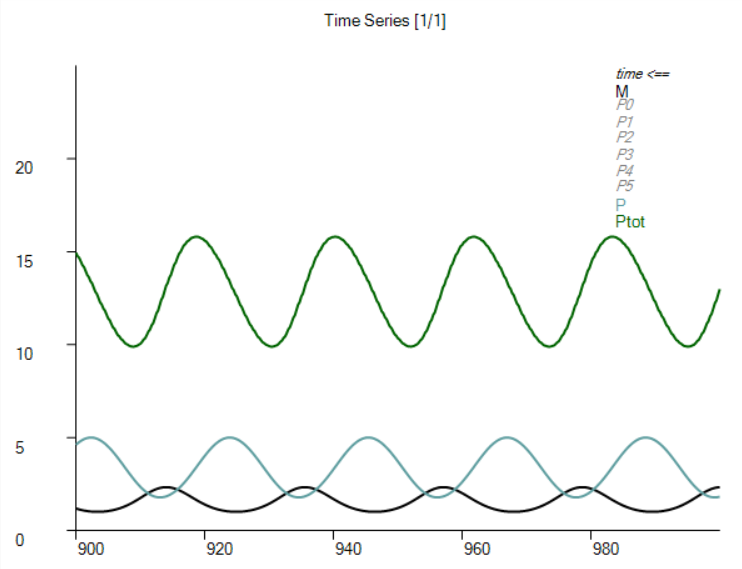 Time Series [1/1]
time <==
M
P0
P1
P2
P3
P4
P5
P
Ptot
20
15
10
5
0
900 920 940 960 980